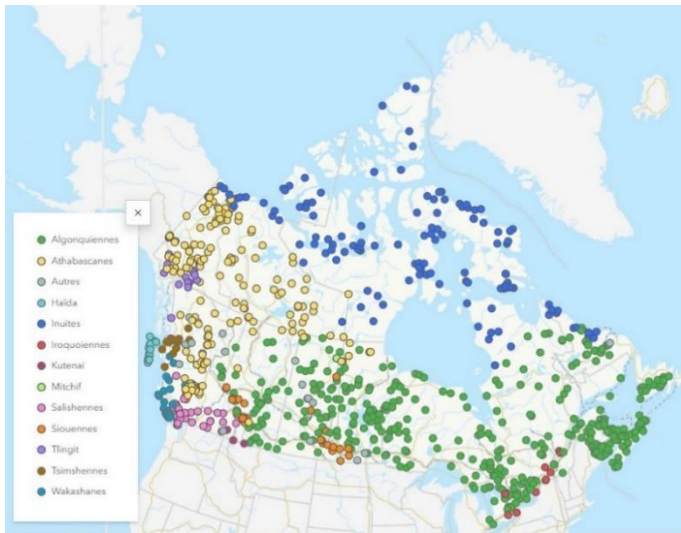 ×
Algonquiennes
Athabascanes
Autres
Haïda
Inuites
Iroquoiennes
Kutenai
Mitchif
Salishennes
Siouennes
Tlingit
Tsimshennes
Wakashanes